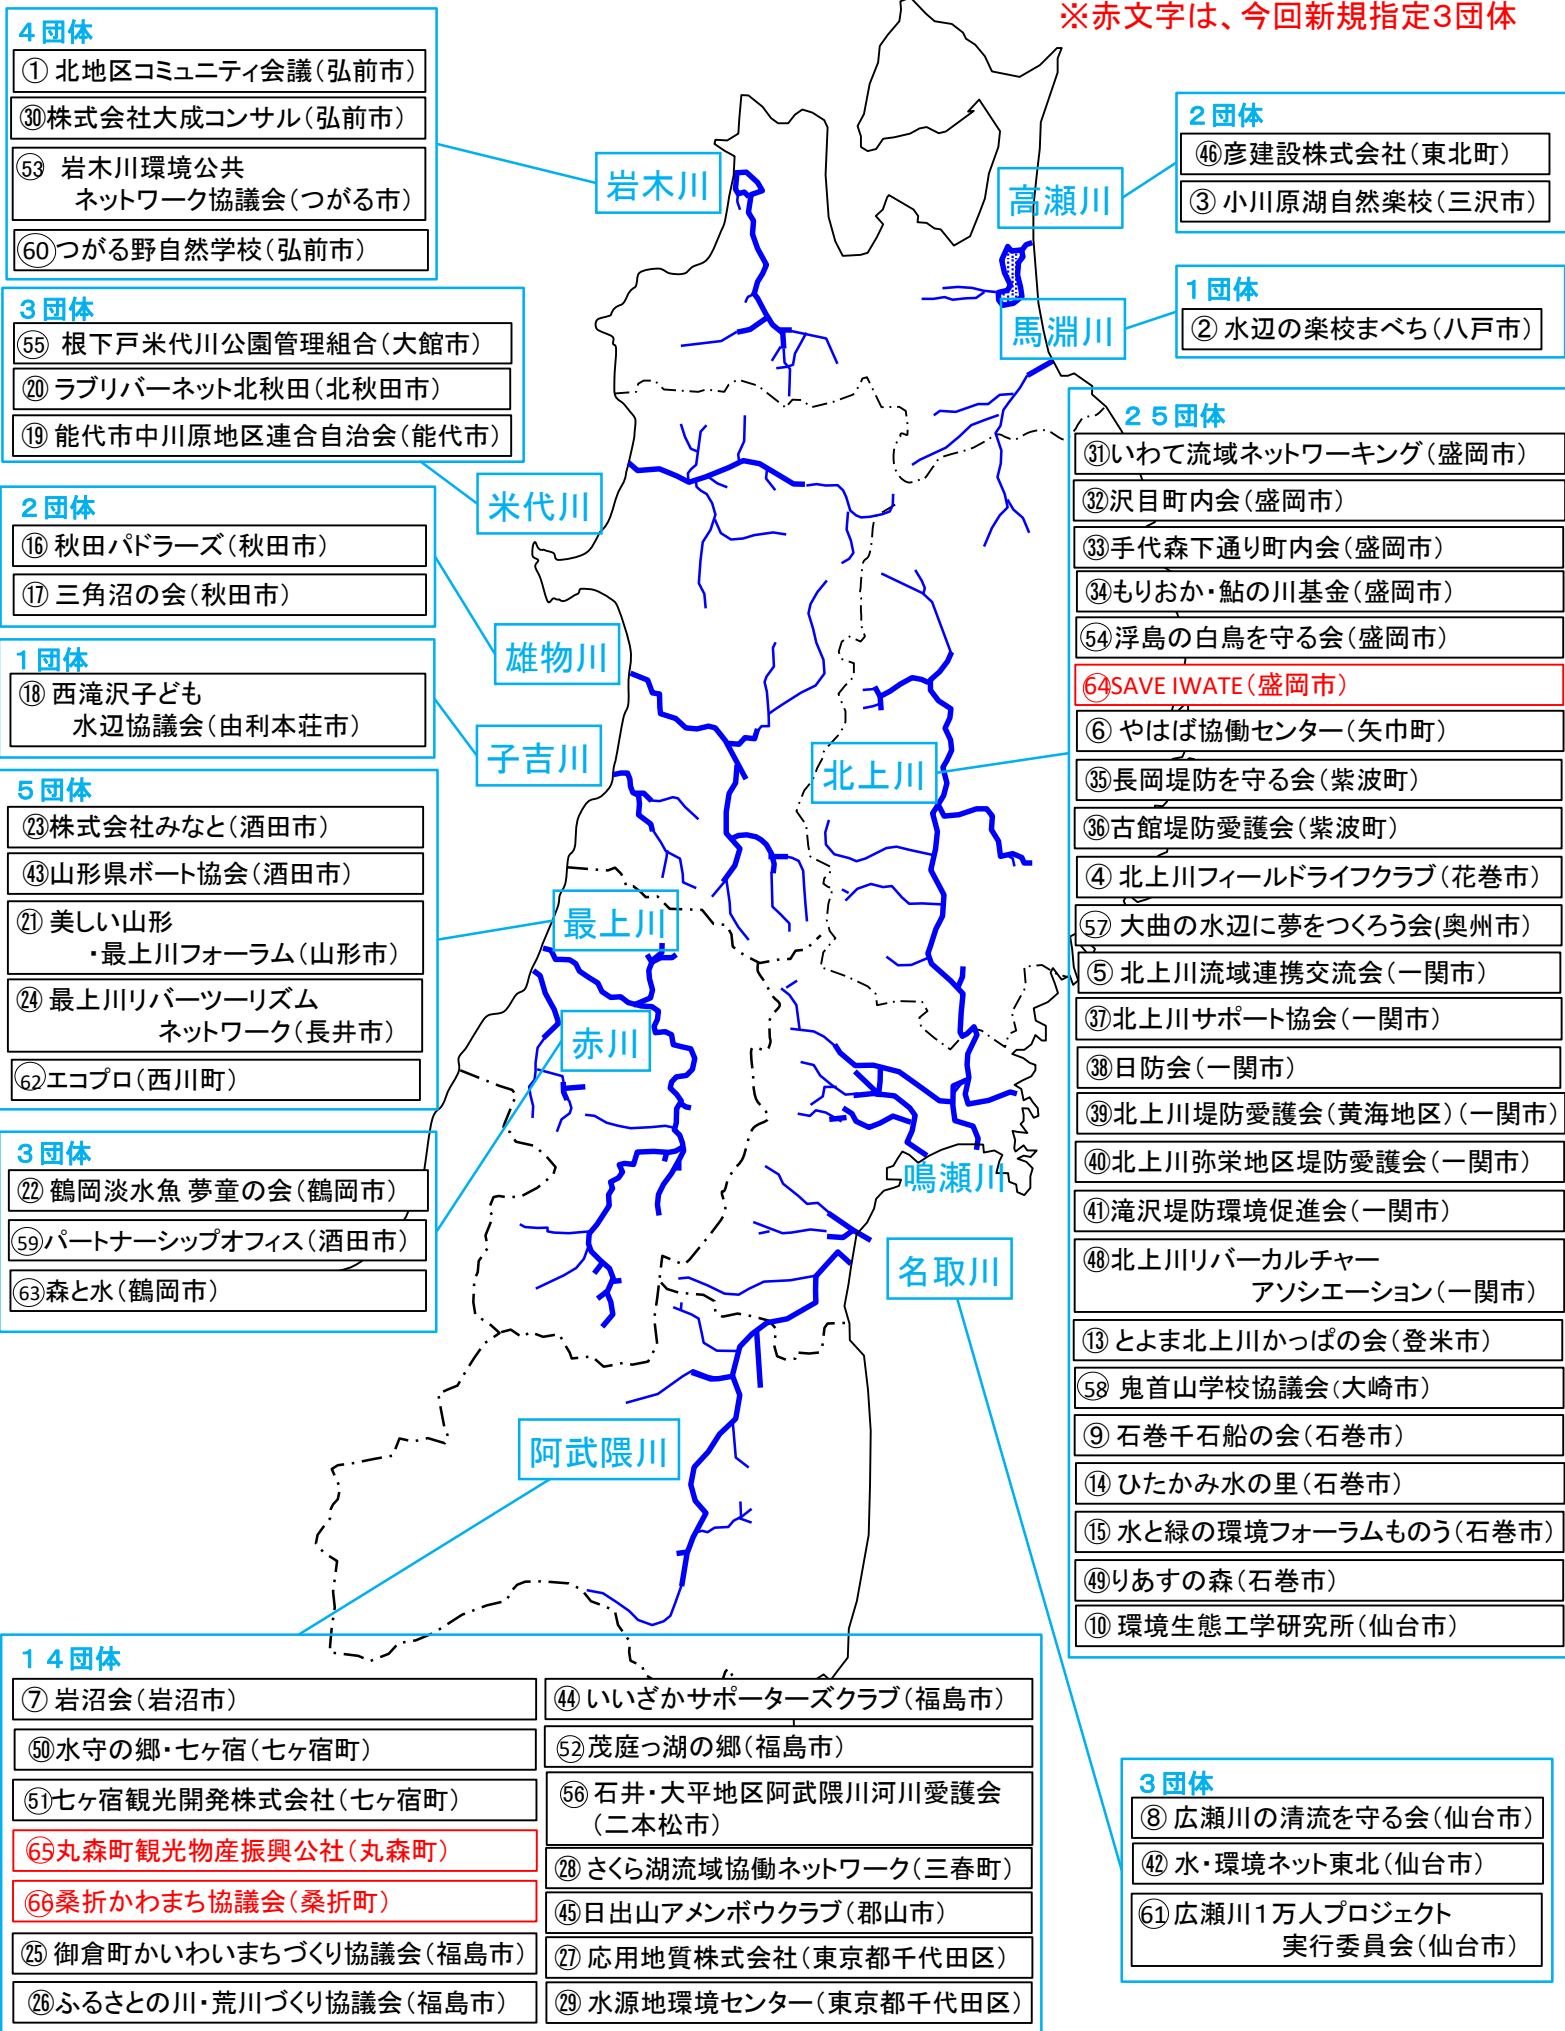 ※赤文字は、今回新規指定3団体
4団体
① 北地区コミュニティ会議(弘前市)
㉚株式会社大成コンサル(弘前市)
53 岩木川環境公共
ネットワーク協議会(つがる市)
60つがる野自然学校(弘前市)
岩木川
2団体
㊻彦建設株式会社(東北町)
③ 小川原湖自然楽校(三沢市)
高瀬川
1団体
② 水辺の楽校まべち(八戸市)
馬淵川
3団体
55 根下戸米代川公園管理組合(大館市)
⑳ ラブリバーネット北秋田(北秋田市)
⑲ 能代市中川原地区連合自治会(能代市)
米代川
2団体
⑯ 秋田パドラーズ(秋田市)
⑰ 三角沼の会(秋田市)
雄物川
1団体
⑱ 西滝沢子ども
水辺協議会(由利本荘市)
子吉川
5団体
㉓株式会社みなと(酒田市)
㊸山形県ボート協会(酒田市)
㉑ 美しい山形
・最上川フォーラム(山形市)
㉔ 最上川リバーツーリズム
ネットワーク(長井市)
62エコプロ(西川町)
最上川
3団体
㉒ 鶴岡淡水魚 夢童の会(鶴岡市)
59パートナーシップオフィス(酒田市)
63森と水(鶴岡市)
赤川
25団体
㉛いわて流域ネットワーキング(盛岡市)
㉜沢目町内会(盛岡市)
㉝手代森下通り町内会(盛岡市)
㉞もりおか・鮎の川基金(盛岡市)
54浮島の白鳥を守る会(盛岡市)
64SAVE IWATE(盛岡市)
⑥ やはば協働センター(矢巾町)
㉟長岡堤防を守る会(紫波町)
㊱古館堤防愛護会(紫波町)
④ 北上川フィールドライフクラブ(花巻市)
57 大曲の水辺に夢をつくろう会(奥州市)
⑤ 北上川流域連携交流会(一関市)
㊲北上川サポート協会(一関市)
㊳日防会(一関市)
㊴北上川堤防愛護会(黄海地区)(一関市)
㊵北上川弥栄地区堤防愛護会(一関市)
㊶滝沢堤防環境促進会(一関市)
㊽北上川リバーカルチャー
アソシエーション(一関市)
⑬ とよま北上川かっぱの会(登米市)
58 鬼首山学校協議会(大崎市)
⑨ 石巻千石船の会(石巻市)
⑭ ひたかみ水の里(石巻市)
⑮ 水と緑の環境フォーラムものう(石巻市)
㊾りあすの森(石巻市)
⑩ 環境生態工学研究所(仙台市)
北上川
鳴瀬川
名取川
阿武隈川
14団体
⑦ 岩沼会(岩沼市)
㊿水守の郷・七ヶ宿(七ヶ宿町)
51七ヶ宿観光開発株式会社(七ヶ宿町)
65丸森町観光物産振興公社(丸森町)
66桑折かわまち協議会(桑折町)
㉕ 御倉町かいわいまちづくり協議会(福島市)
㉖ふるさとの川・荒川づくり協議会(福島市)
㊹ いいざかサポーターズクラブ(福島市)
52茂庭っ湖の郷(福島市)
56 石井・大平地区阿武隈川河川愛護会
(二本松市)
㉘ さくら湖流域協働ネットワーク(三春町)
㊺日出山アメンボウクラブ(郡山市)
㉗ 応用地質株式会社(東京都千代田区)
㉙ 水源地環境センター(東京都千代田区)
3団体
⑧ 広瀬川の清流を守る会(仙台市)
㊷ 水・環境ネット東北(仙台市)
61 広瀬川1万人プロジェクト
実行委員会(仙台市)